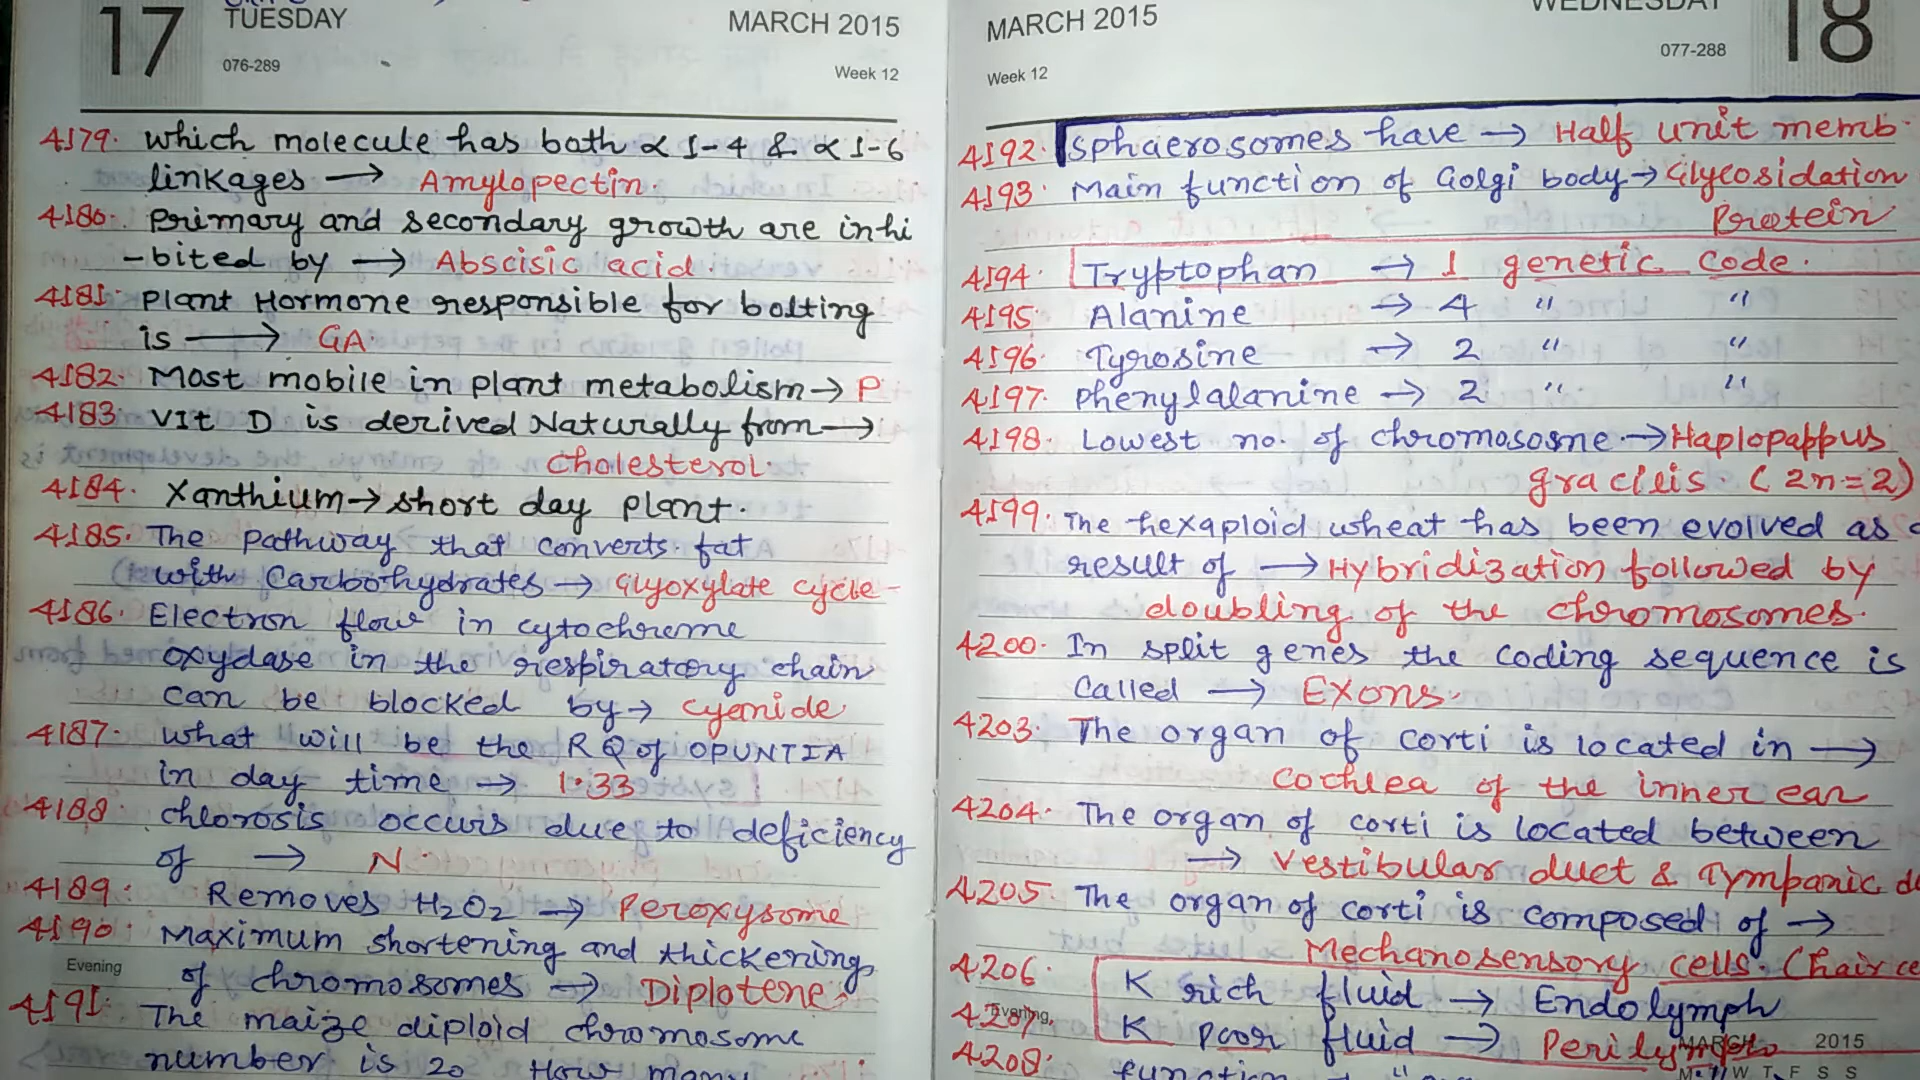 17 TUESDAY MARCH 2015
076-289 Week 12
4179. which molecule has both α 1-4 & α 1-6
linkages → Amylopectin.
4180. Primary and secondary growth are inhi
-bited by → Abscisic acid.
4181. Plant Hormone responsible for bolting
is → GA.
4182. Most mobile in plant metabolism → P
4183 VIt D is derived Naturally from →
cholesterol.
4184. Xanthium → short day plant.
4185. The Pathway that converts fat
with Carbohydrates → Glyoxylate cycle-
4186. Electron flow in cytochrome
oxydase in the respiratory chain
can be blocked by → cyanide
4187. what will be the RQ of OPUNTIA
in day time → 1.33
4188 chlorosis occurs due to deficiency
of → N.
4189. Removes H2O2 → Peroxysome
4190. Maximum shortening and thickering
Evening
of chromosomes → Diplotene
4191. The maize diploid chromosome
number is 20 How many
MARCH 2015 WEDNESDAY 18
Week 12 077-288
4192. Sphaerosomes have → Half unit memb.
4193. Main function of Golgi body → Glycosidation
Protein
4194. Tryptophan → 1 genetic code.
4195. Alanine → 4 " "
4196. Tyrosine → 2 " "
4197. phenylalanine → 2 " "
4198. Lowest no. of chromosome → Haplopappus
gracilis. (2n=2)
4199. The hexaploid wheat has been evolved as a
result of → Hybridization followed by
doubling of the chromosomes.
4200. In split genes the coding sequence is
called → Exons.
4203. The organ of corti is located in →
Cochlea of the inner ear
4204. The organ of corti is located between
→ Vestibular duct & Tympanic
4205. The organ of corti is composed of →
Mechanosensory cells. (hair ce
4206. K rich fluid → Endolymph
4207. Evening, K poor fluid → Perilymph
MARCH 2015
4208. function
M T W T F S S